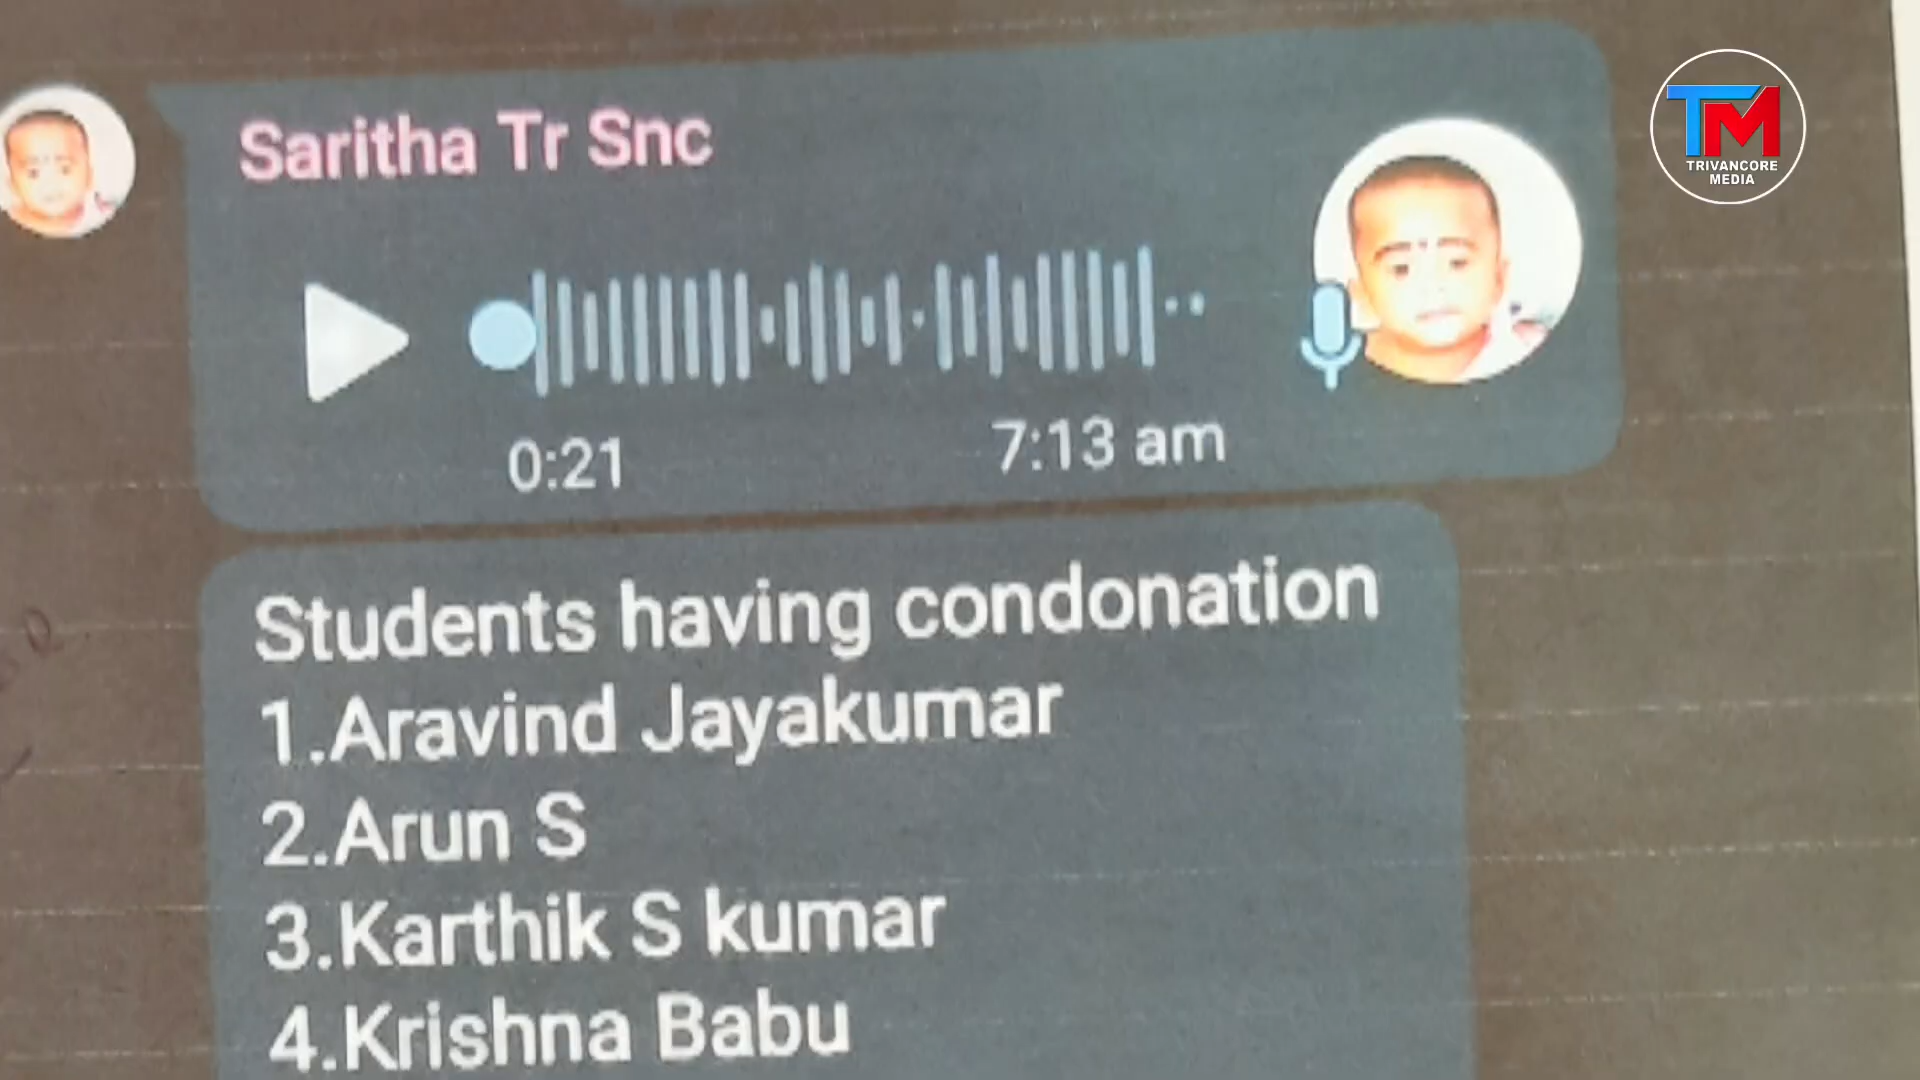 Saritha Tr Snc
TM
TRIVANCORE
MEDIA
0:21
7:13 am
Students having condonation
1.Aravind Jayakumar
2.Arun S
3.Karthik S kumar
4.Krishna Babu